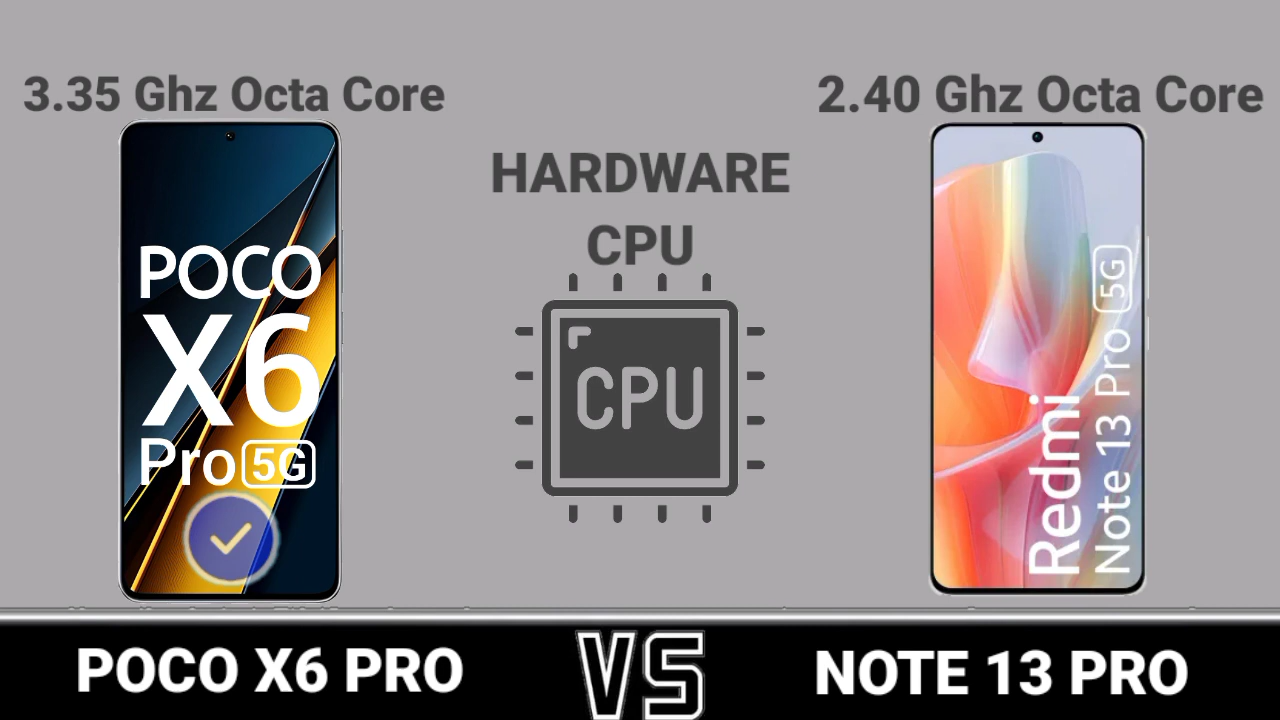 3.35 Ghz Octa Core
2.40 Ghz Octa Core
HARDWARE
CPU
CPU
POCO
X6
Pro 5G
Redmi
Note 13 Pro 5G
POCO X6 PRO
VS
NOTE 13 PRO